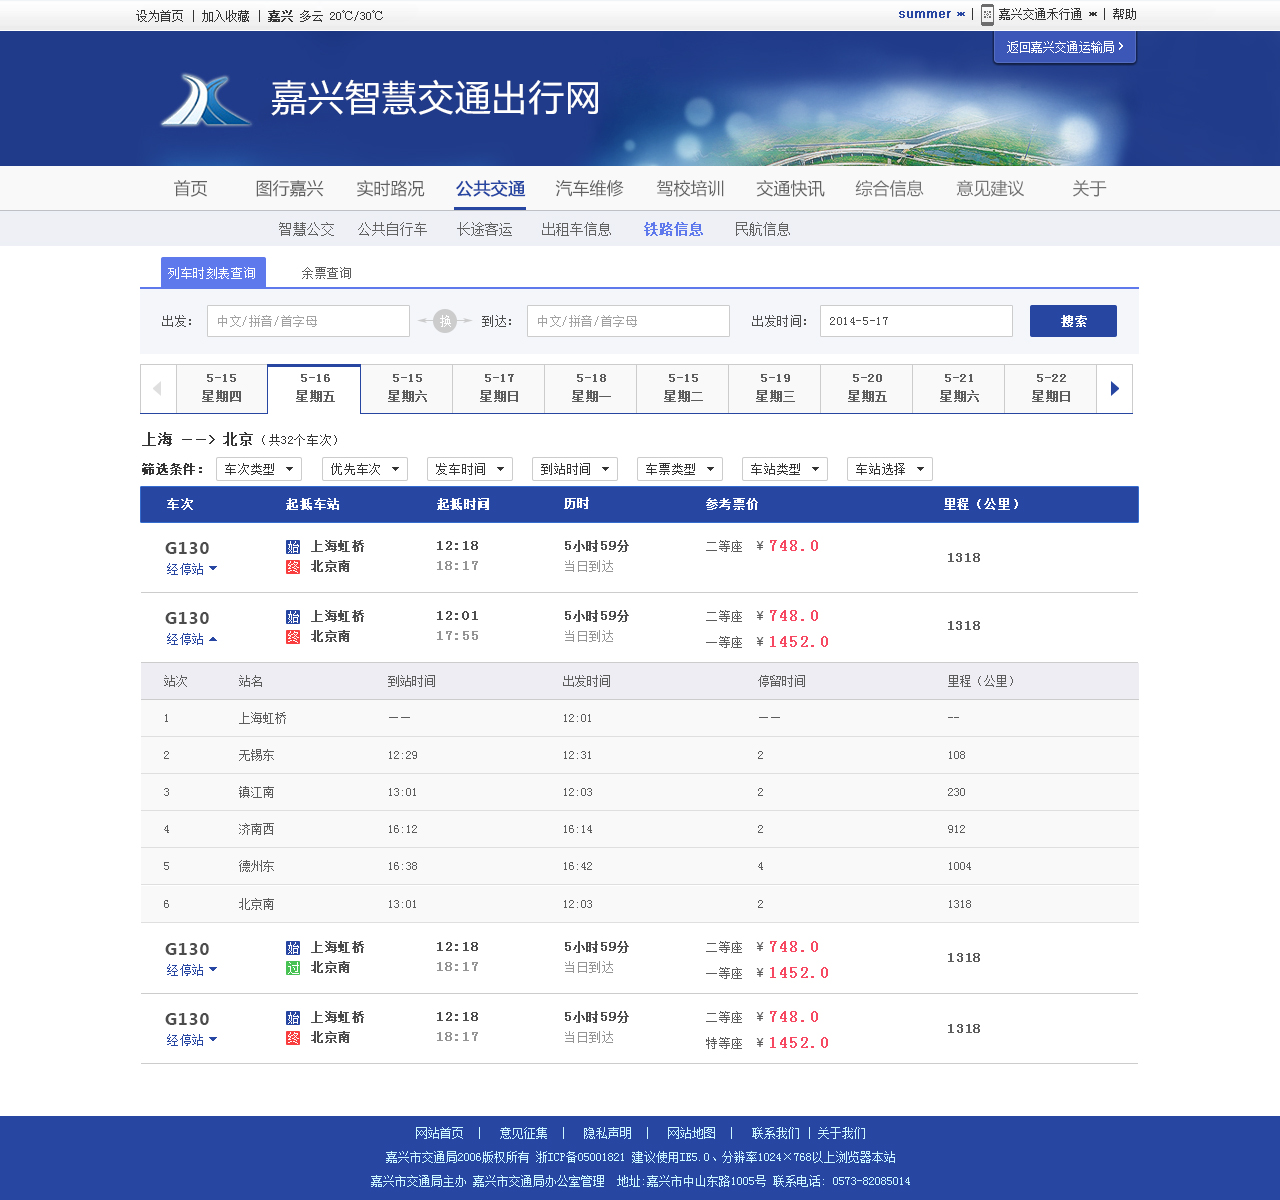 设为首页 | 加入收藏 | 嘉兴 多云 20℃/30℃ summer | 嘉兴交通禾行通 | 帮助
返回嘉兴交通运输局 >
嘉兴智慧交通出行网
首页 图行嘉兴 实时路况 公共交通 汽车维修 驾校培训 交通快讯 综合信息 意见建议 关于
智慧公交 公共自行车 长途客运 出租车信息 铁路信息 民航信息
列车时刻表查询 余票查询
出发: 中文/拼音/首字母 换 到达: 中文/拼音/首字母 出发时间: 2014-5-17 搜索
5-15 5-16 5-15 5-17 5-18 5-15 5-19 5-20 5-21 5-22
星期四 星期五 星期六 星期日 星期一 星期二 星期三 星期五 星期六 星期日
上海 --> 北京（共32个车次）
筛选条件: 车次类型 优先车次 发车时间 到站时间 车票类型 车站类型 车站选择
车次 起抵车站 起抵时间 历时 参考票价 里程（公里）
G130 始 上海虹桥 12:18 5小时59分 二等座 ￥748.0 1318
经停站 终 北京南 18:17 当日到达
G130 始 上海虹桥 12:01 5小时59分 二等座 ￥748.0 1318
经停站 终 北京南 17:55 当日到达 一等座 ￥1452.0
站次 站名 到站时间 出发时间 停留时间 里程（公里）
1 上海虹桥 -- 12:01 -- --
2 无锡东 12:29 12:31 2 108
3 镇江南 13:01 12:03 2 230
4 济南西 16:12 16:14 2 912
5 德州东 16:38 16:42 4 1004
6 北京南 13:01 12:03 2 1318
G130 始 上海虹桥 12:18 5小时59分 二等座 ￥748.0 1318
经停站 过 北京南 18:17 当日到达 一等座 ￥1452.0
G130 始 上海虹桥 12:18 5小时59分 二等座 ￥748.0 1318
经停站 终 北京南 18:17 当日到达 特等座 ￥1452.0
网站首页 | 意见征集 | 隐私声明 | 网站地图 | 联系我们 | 关于我们
嘉兴市交通局2006版权所有 浙ICP备05001821 建议使用IE5.0、分辨率1024×768以上浏览器本站
嘉兴市交通局主办 嘉兴市交通局办公室管理 地址:嘉兴市中山东路1005号 联系电话: 0573-82085014